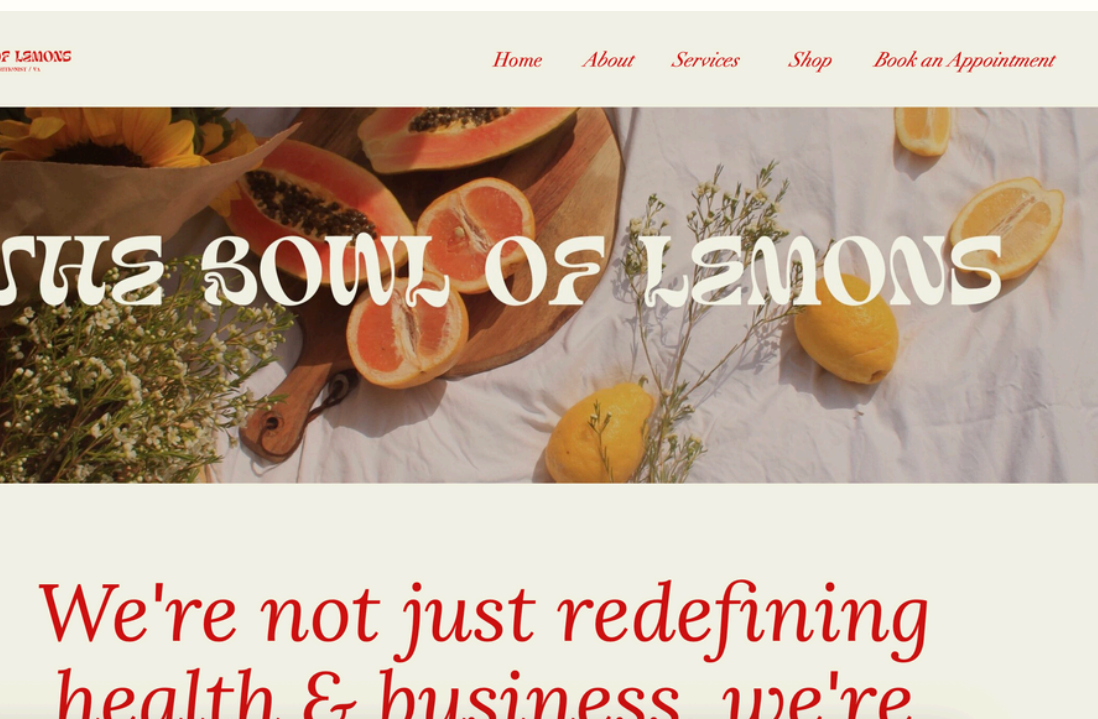 OF LEMONS
Home About Services Shop Book an Appointment
THE BOWL OF LEMONS
We're not just redefining
health & business, we're